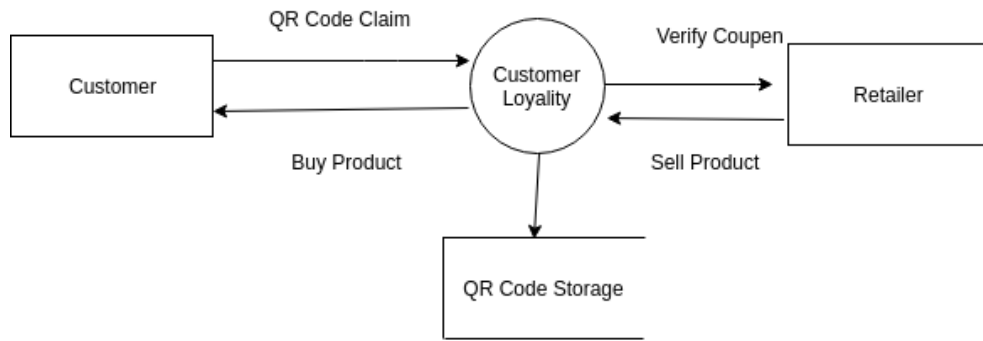 QR Code Claim
Verify Coupen
Customer
Customer
Loyality
Retailer
Buy Product
Sell Product
QR Code Storage